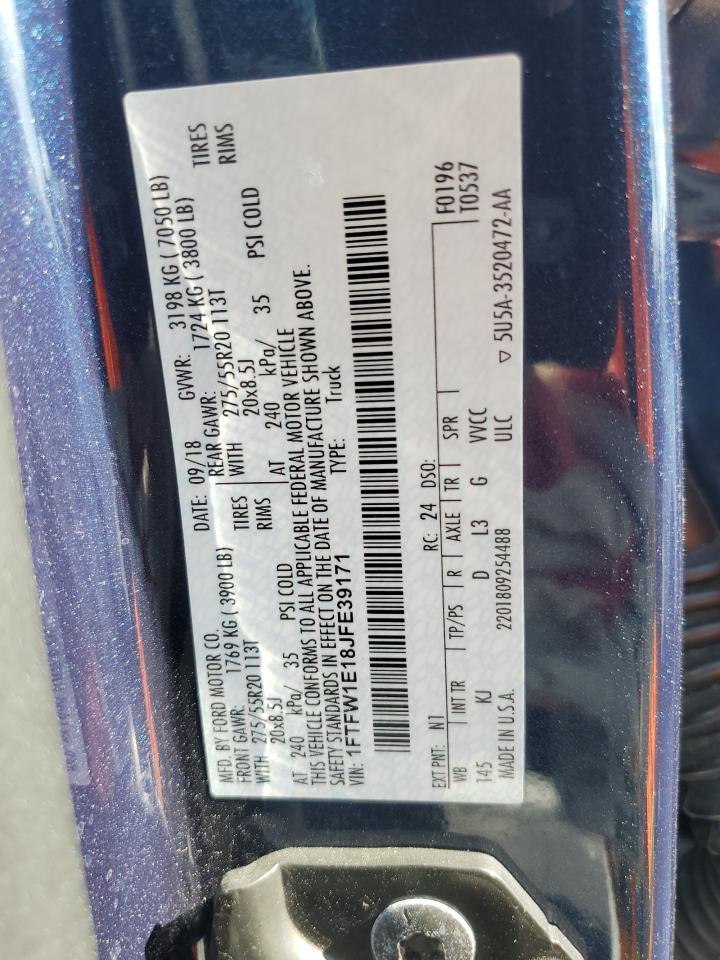 MFD. BY FORD MOTOR CO.
DATE: 09/18 GVWR: 3198 KG ( 7050 LB)
FRONT GAWR: 1769 KG ( 3900 LB) REAR GAWR: 1724 KG ( 3800 LB)
WITH 275/55R20 113T TIRES WITH 275/55R20 113T TIRES
20x8.5J RIMS 20x8.5J RIMS
AT 240 kPa/ 35 PSI COLD AT 240 kPa/ 35 PSI COLD
THIS VEHICLE CONFORMS TO ALL APPLICABLE FEDERAL MOTOR VEHICLE
SAFETY STANDARDS IN EFFECT ON THE DATE OF MANUFACTURE SHOWN ABOVE.
VIN: 1FTFW1E18JFE39171 TYPE: Truck
F0196
EXT PNT: N1 RC: 24 DSO: T0537
WB INT TR TP/PS R AXLE TR SPR
145 KJ D L3 G VVCC
MADE IN U.S.A. 2201809254488 ULC ▽ 5U5A-3520472-AA